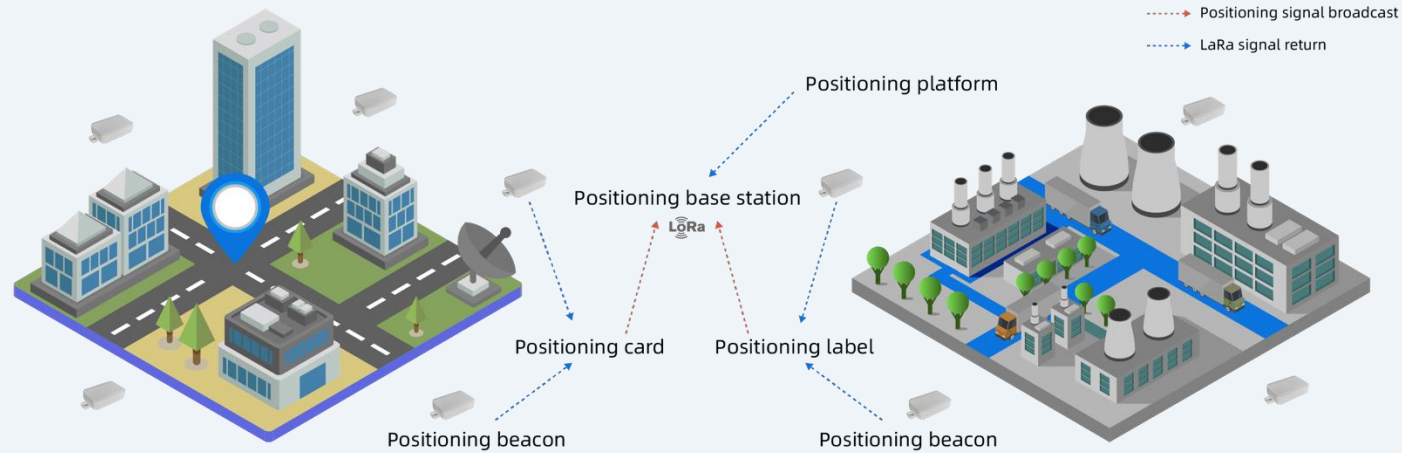 Positioning signal broadcast
LaRa signal return
Positioning platform
Positioning base station
LoRa
Positioning card
Positioning label
Positioning beacon
Positioning beacon